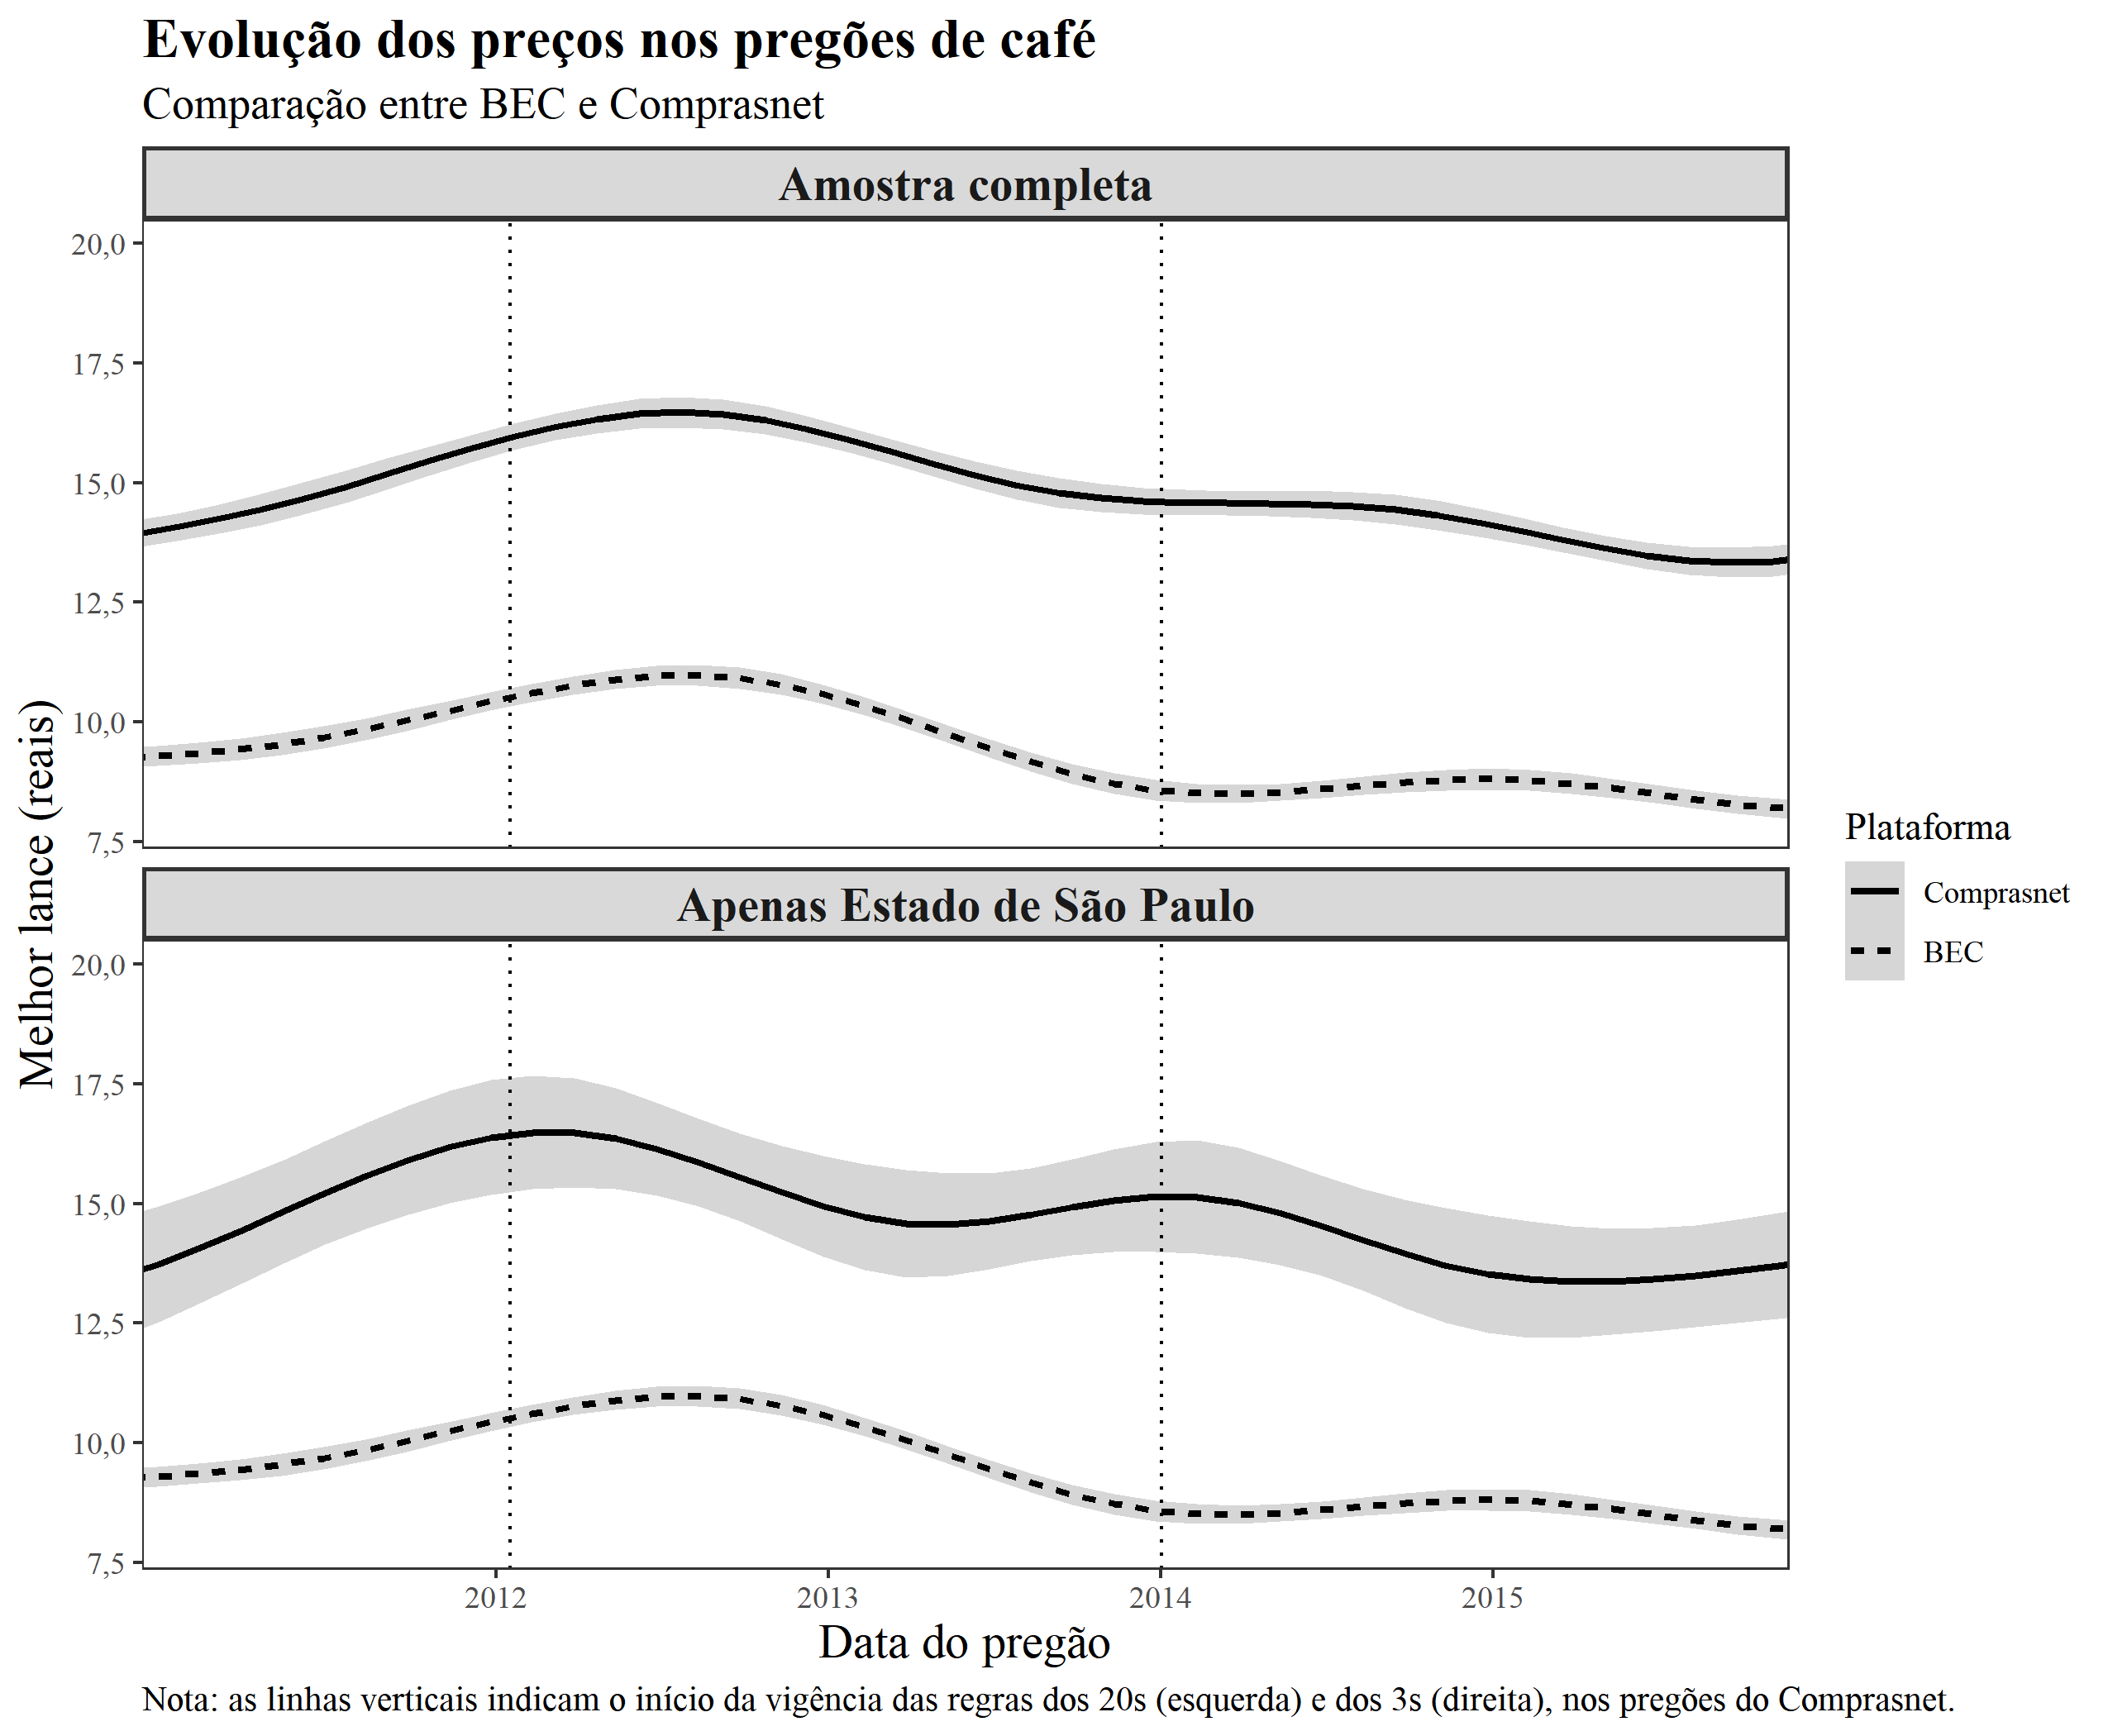 Evolução dos preços nos pregões de café
Comparação entre BEC e Comprasnet
Amostra completa
20,0
17,5
15,0
12,5
10,0
7,5
Apenas Estado de São Paulo
20,0
17,5
15,0
12,5
10,0
7,5
2012
2013
2014
2015
Melhor lance (reais)
Data do pregão
Plataforma
Comprasnet
BEC
Nota: as linhas verticais indicam o início da vigência das regras dos 20s (esquerda) e dos 3s (direita), nos pregões do Comprasnet.